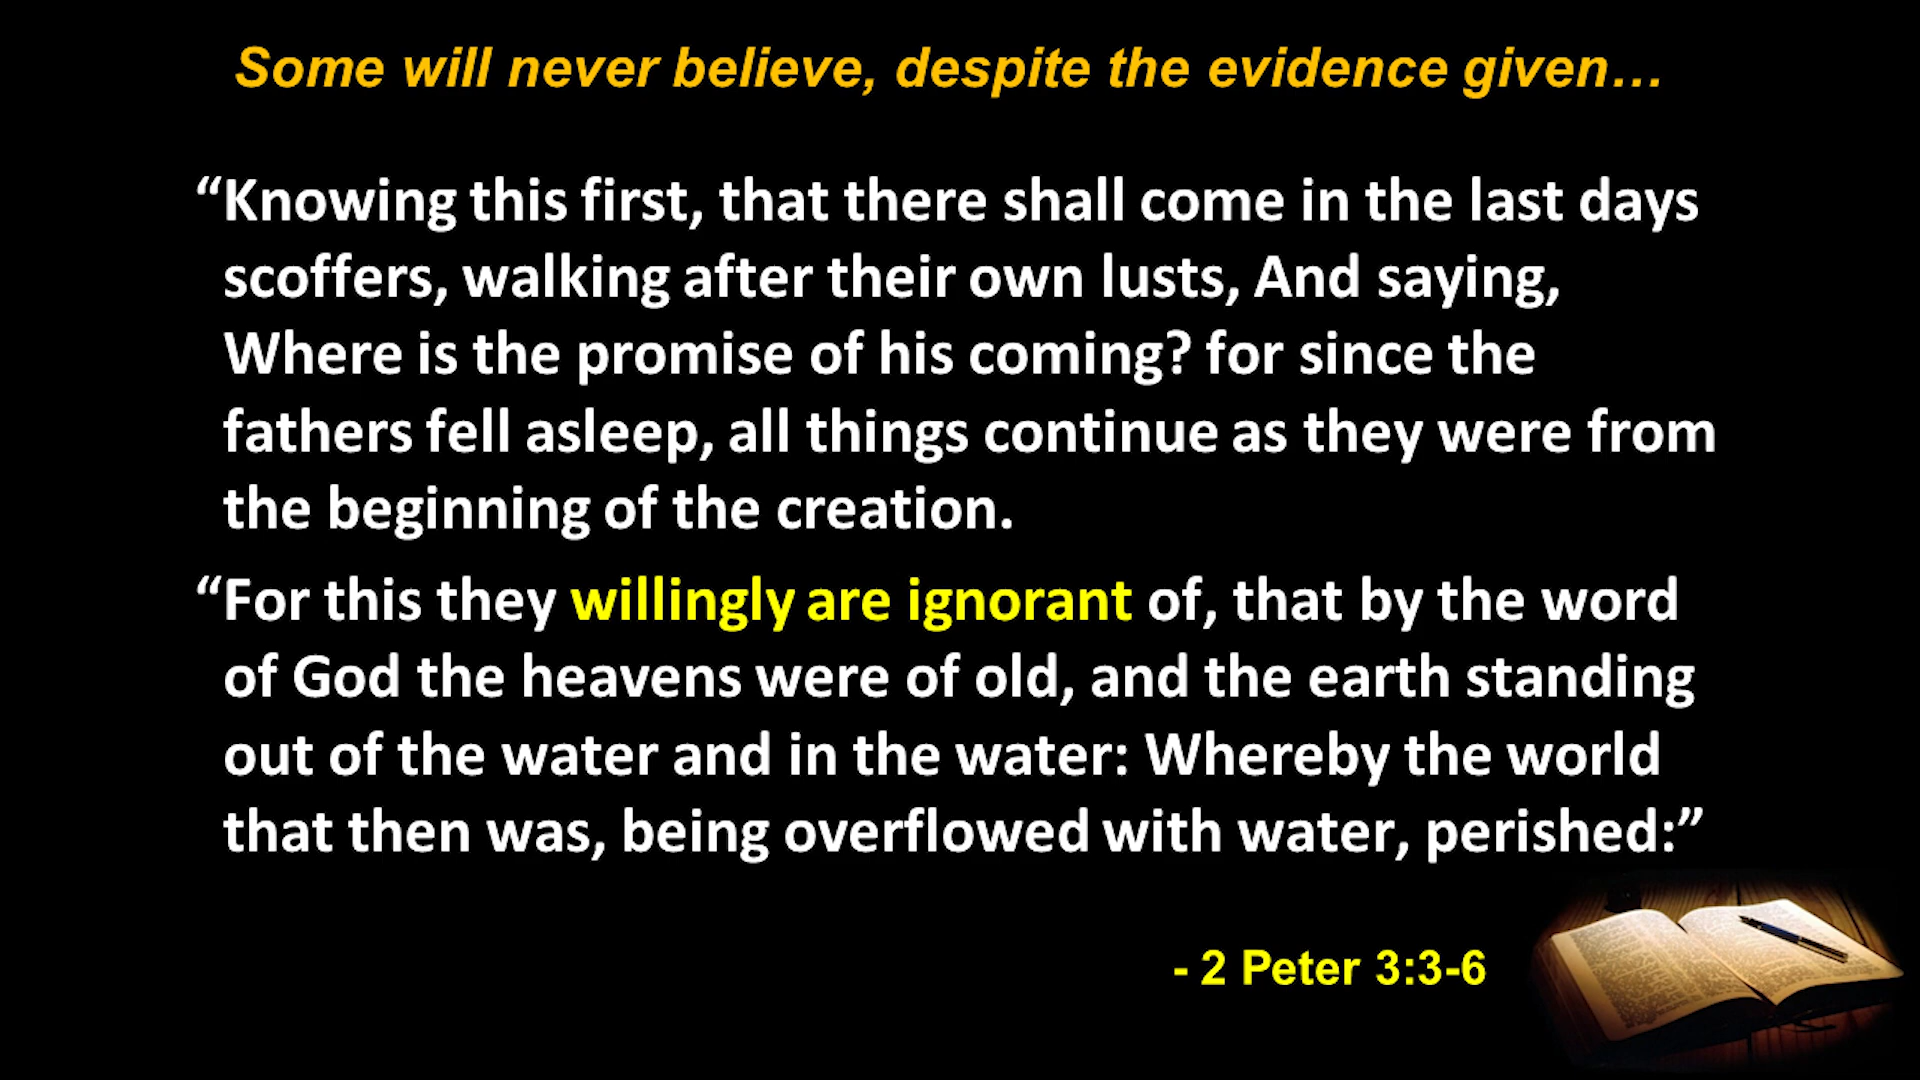 Some will never believe, despite the evidence given…
“Knowing this first, that there shall come in the last days
scoffers, walking after their own lusts, And saying,
Where is the promise of his coming? for since the
fathers fell asleep, all things continue as they were from
the beginning of the creation.
“For this they willingly are ignorant of, that by the word
of God the heavens were of old, and the earth standing
out of the water and in the water: Whereby the world
that then was, being overflowed with water, perished:”
- 2 Peter 3:3-6